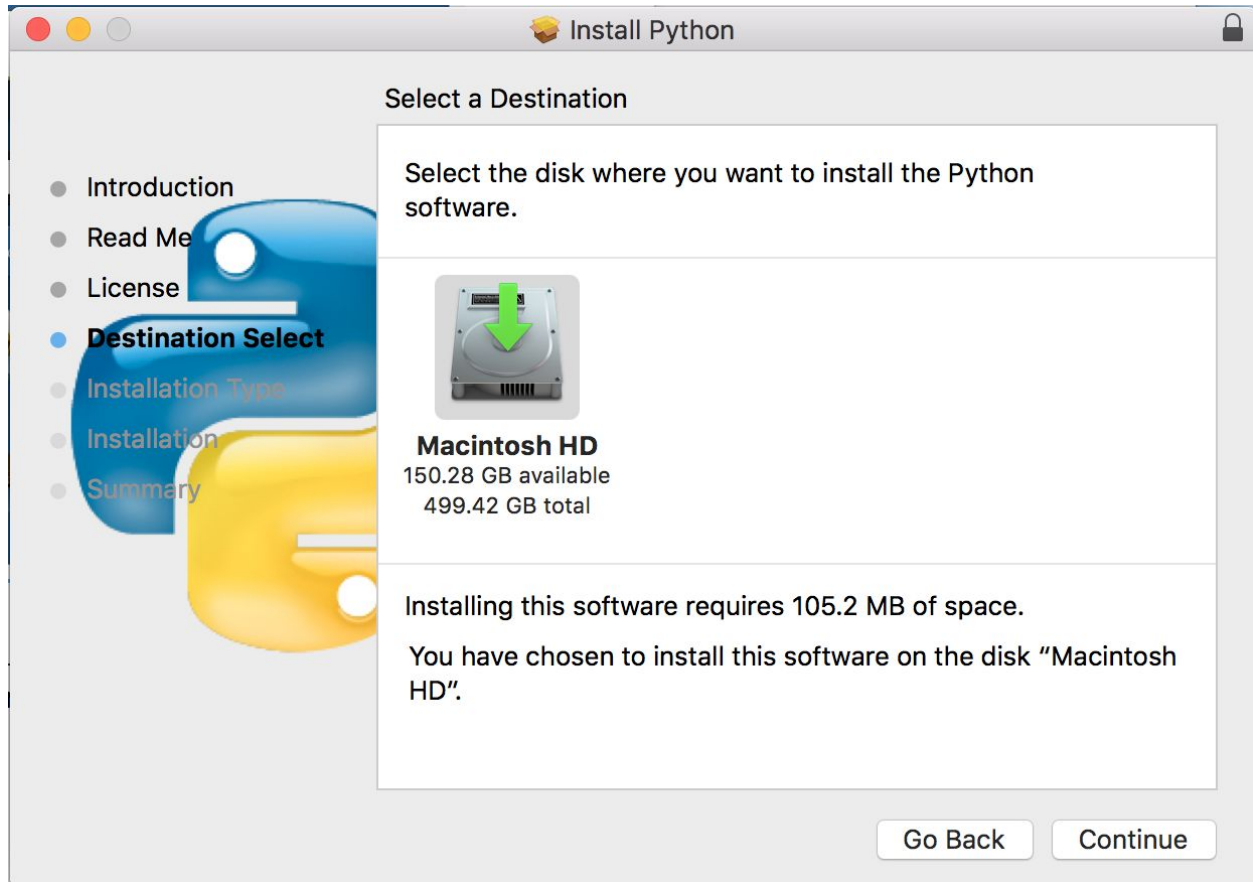 Install Python
Select a Destination
Introduction
Read Me
License
Destination Select
Installation Type
Installation
Summary
Select the disk where you want to install the Python
software.
Macintosh HD
150.28 GB available
499.42 GB total
Installing this software requires 105.2 MB of space.
You have chosen to install this software on the disk “Macintosh
HD”.
Go Back
Continue